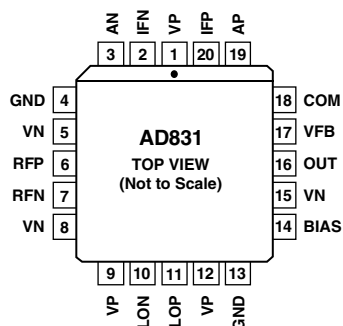 AN IFN VP IFP AP
3 2 1 20 19
GND 4
VN 5
RFP 6
RFN 7
VN 8
AD831
TOP VIEW
(Not to Scale)
18 COM
17 VFB
16 OUT
15 VN
14 BIAS
9 10 11 12 13
VP LON LOP VP GND